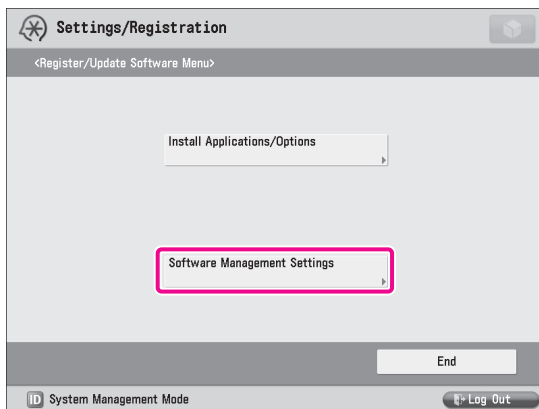 Settings/Registration
<Register/Update Software Menu>
Install Applications/Options
Software Management Settings
End
ID System Management Mode
Log Out